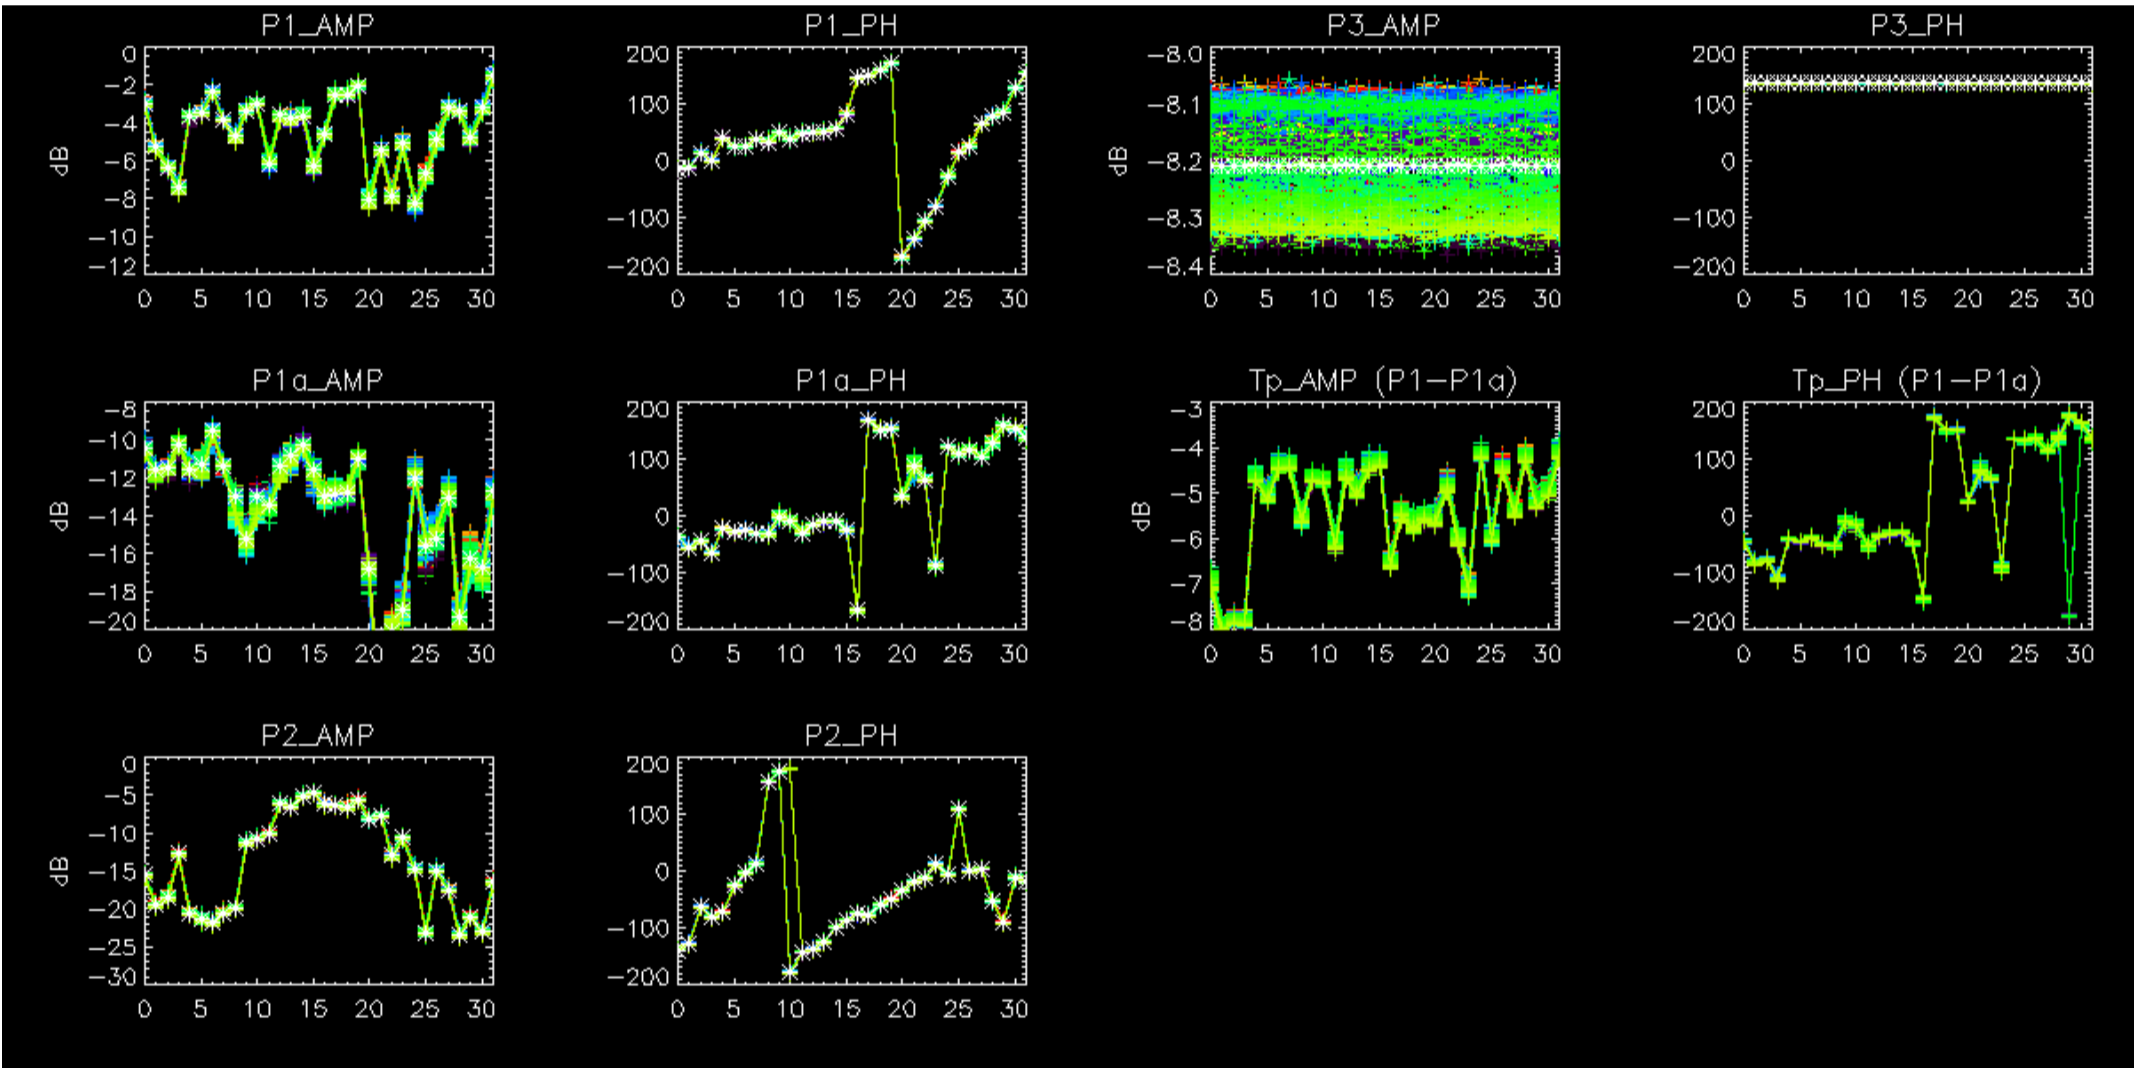 P1_AMP
P1_PH
P3_AMP
P3_PH
0
−2
−4
−6
−8
−10
−12
dB
0 5 10 15 20 25 30
200
100
0
−100
−200
0 5 10 15 20 25 30
−8.0
−8.1
−8.2
−8.3
−8.4
dB
0 5 10 15 20 25 30
200
100
0
−100
−200
0 5 10 15 20 25 30
P1a_AMP
P1a_PH
Tp_AMP (P1−P1a)
Tp_PH (P1−P1a)
−8
−10
−12
−14
−16
−18
−20
dB
0 5 10 15 20 25 30
200
100
0
−100
−200
0 5 10 15 20 25 30
−3
−4
−5
−6
−7
−8
dB
0 5 10 15 20 25 30
200
100
0
−100
−200
0 5 10 15 20 25 30
P2_AMP
P2_PH
0
−5
−10
−15
−20
−25
−30
dB
0 5 10 15 20 25 30
200
100
0
−100
−200
0 5 10 15 20 25 30